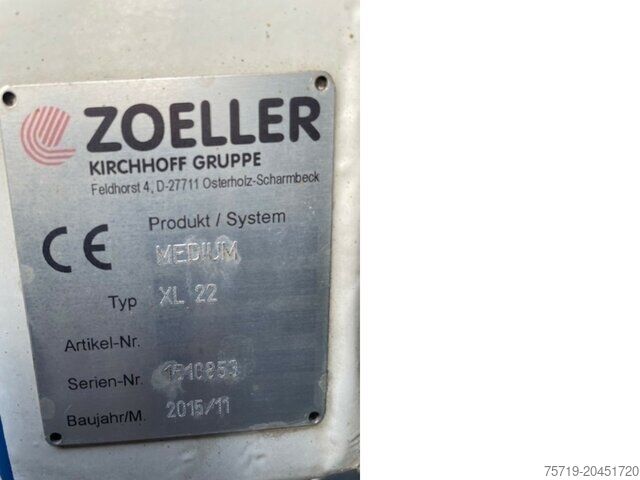 ZOELLER
KIRCHHOFF GRUPPE
Feldhorst 4, D-27711 Osterholz-Scharmbeck
CE
Produkt / System
MEDIUM
Typ XL 22
Artikel-Nr.
Serien-Nr.
Baujahr/M. 2015/11
75719-20451720